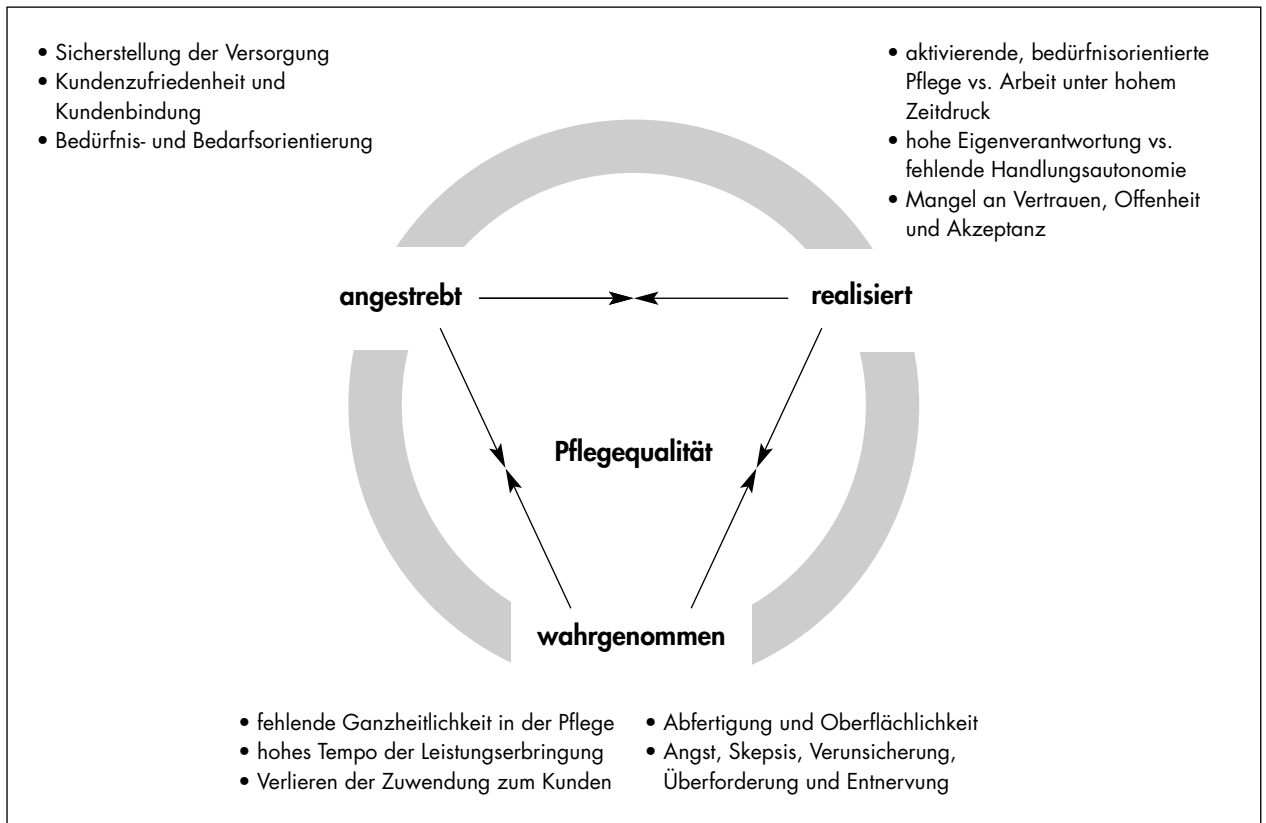 • Sicherstellung der Versorgung
• Kundenzufriedenheit und
Kundenbindung
• Bedürfnis- und Bedarfsorientierung
• aktivierende, bedürfnisorientierte
Pflege vs. Arbeit unter hohem
Zeitdruck
• hohe Eigenverantwortung vs.
fehlende Handlungsautonomie
• Mangel an Vertrauen, Offenheit
und Akzeptanz
angestrebt
realisiert
Pflegequalität
wahrgenommen
• fehlende Ganzheitlichkeit in der Pflege
• hohes Tempo der Leistungserbringung
• Verlieren der Zuwendung zum Kunden
• Abfertigung und Oberflächlichkeit
• Angst, Skepsis, Verunsicherung,
Überforderung und Entnervung